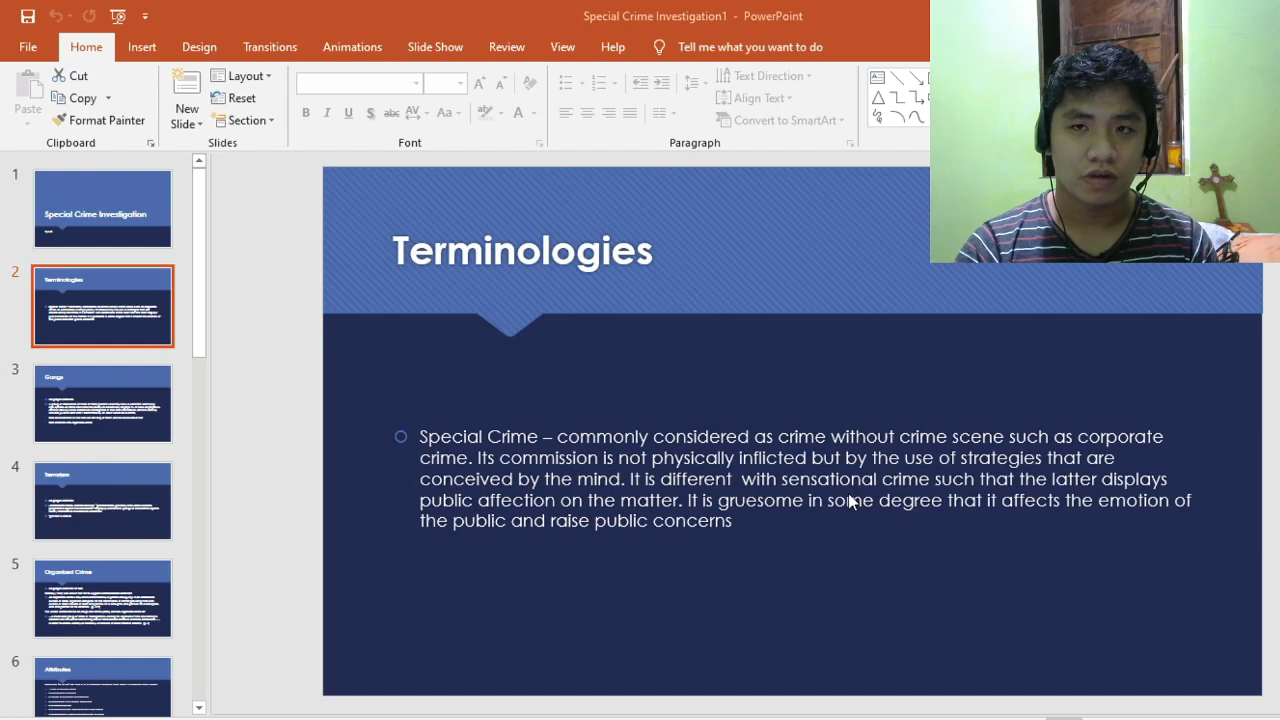 Special Crime Investigation1 - PowerPoint
File Home Insert Design Transitions Animations Slide Show Review View Help Tell me what you want to do
Paste
Cut
Copy
Format Painter
Clipboard
New
Slide
Layout
Reset
Section
Slides
B I U S abc AV Aa A
Font
Text Direction
Align Text
Convert to SmartArt
Paragraph
1
Special Crime Investigation
2
Terminologies
3
Gangs
4
Terrorism
5
Organized Crime
6
Attributes
Terminologies
Special Crime – commonly considered as crime without crime scene such as corporate
crime. Its commission is not physically inflicted but by the use of strategies that are
conceived by the mind. It is different with sensational crime such that the latter displays
public affection on the matter. It is gruesome in some degree that it affects the emotion of
the public and raise public concerns